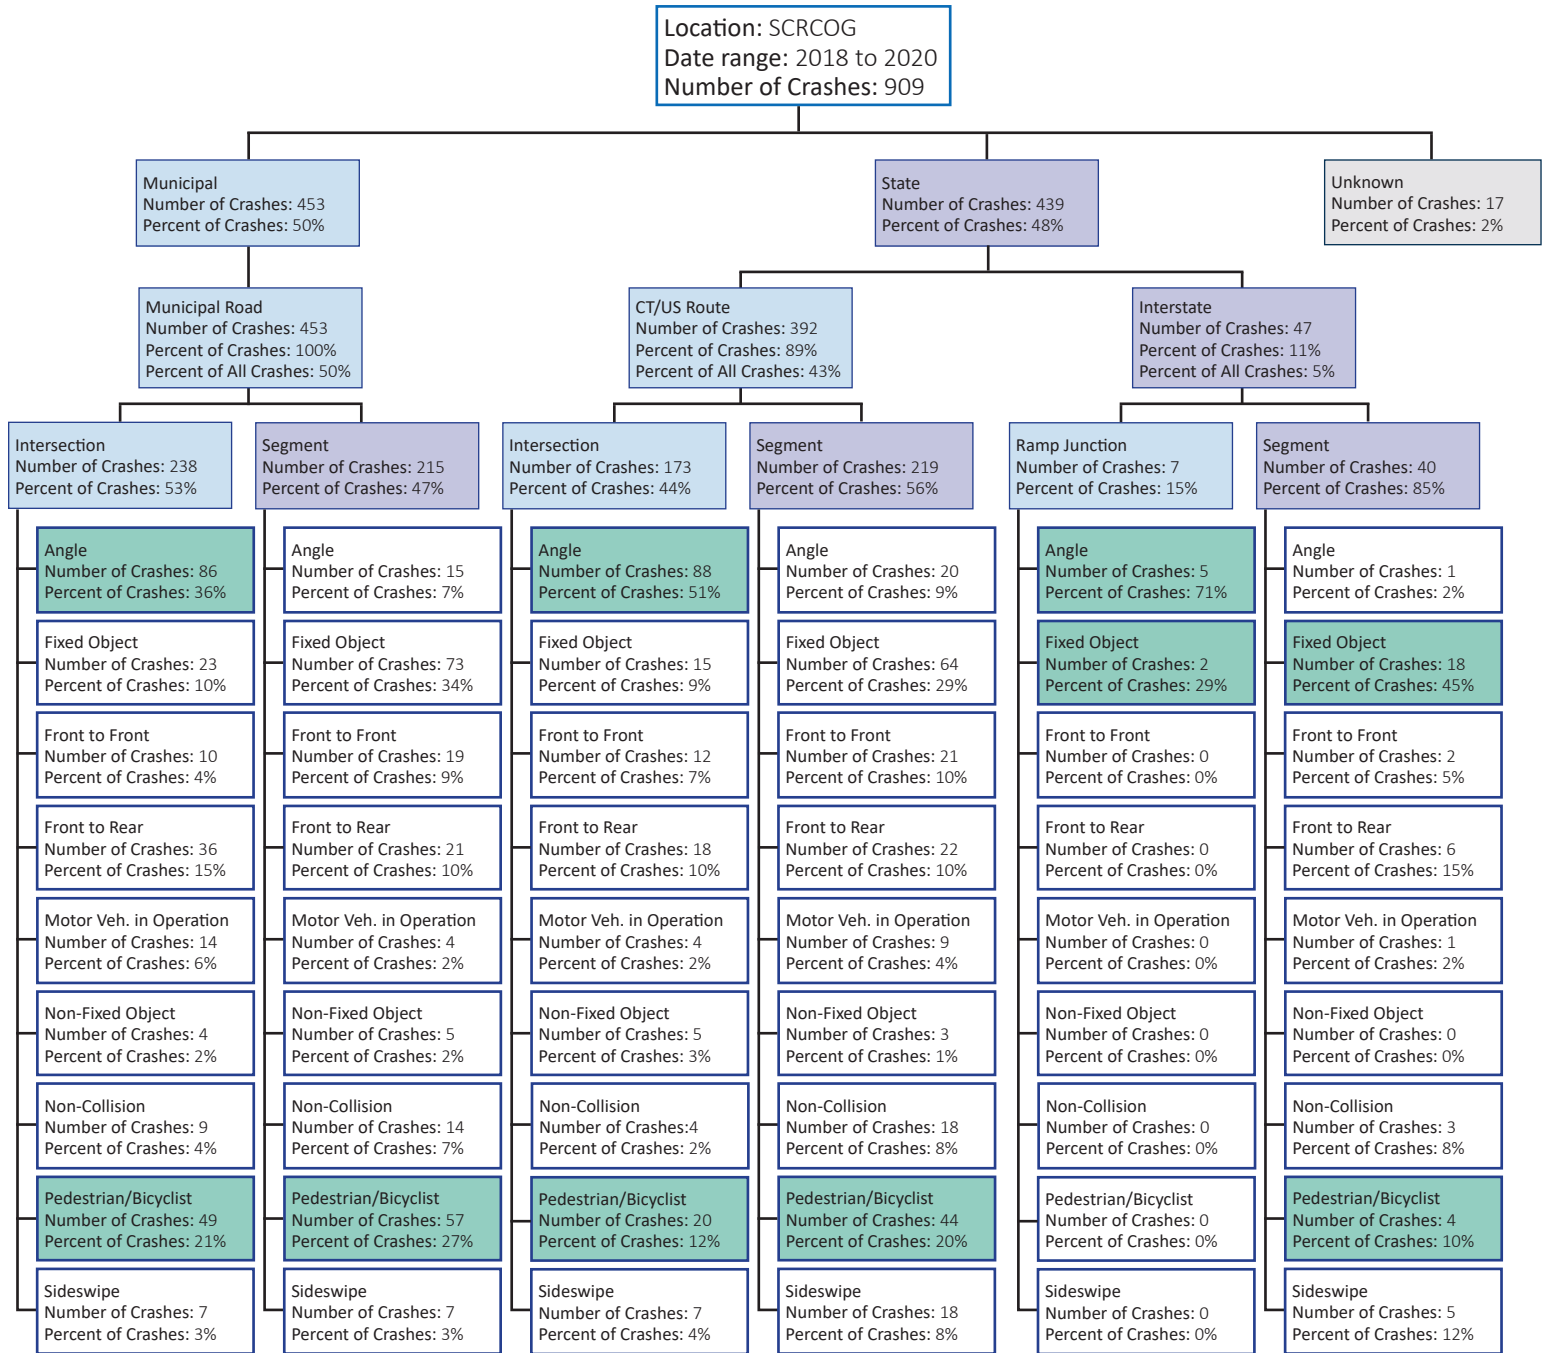 Location: SCRCOG
Date range: 2018 to 2020
Number of Crashes: 909
Municipal
Number of Crashes: 453
Percent of Crashes: 50%
State
Number of Crashes: 439
Percent of Crashes: 48%
Unknown
Number of Crashes: 17
Percent of Crashes: 2%
Municipal Road
Number of Crashes: 453
Percent of Crashes: 100%
Percent of All Crashes: 50%
CT/US Route
Number of Crashes: 392
Percent of Crashes: 89%
Percent of All Crashes: 43%
Interstate
Number of Crashes: 47
Percent of Crashes: 11%
Percent of All Crashes: 5%
Intersection
Number of Crashes: 238
Percent of Crashes: 53%
Segment
Number of Crashes: 215
Percent of Crashes: 47%
Intersection
Number of Crashes: 173
Percent of Crashes: 44%
Segment
Number of Crashes: 219
Percent of Crashes: 56%
Ramp Junction
Number of Crashes: 7
Percent of Crashes: 15%
Segment
Number of Crashes: 40
Percent of Crashes: 85%
Angle
Number of Crashes: 86
Percent of Crashes: 36%
Angle
Number of Crashes: 15
Percent of Crashes: 7%
Angle
Number of Crashes: 88
Percent of Crashes: 51%
Angle
Number of Crashes: 20
Percent of Crashes: 9%
Angle
Number of Crashes: 5
Percent of Crashes: 71%
Angle
Number of Crashes: 1
Percent of Crashes: 2%
Fixed Object
Number of Crashes: 23
Percent of Crashes: 10%
Fixed Object
Number of Crashes: 73
Percent of Crashes: 34%
Fixed Object
Number of Crashes: 15
Percent of Crashes: 9%
Fixed Object
Number of Crashes: 64
Percent of Crashes: 29%
Fixed Object
Number of Crashes: 2
Percent of Crashes: 29%
Fixed Object
Number of Crashes: 18
Percent of Crashes: 45%
Front to Front
Number of Crashes: 10
Percent of Crashes: 4%
Front to Front
Number of Crashes: 19
Percent of Crashes: 9%
Front to Front
Number of Crashes: 12
Percent of Crashes: 7%
Front to Front
Number of Crashes: 21
Percent of Crashes: 10%
Front to Front
Number of Crashes: 0
Percent of Crashes: 0%
Front to Front
Number of Crashes: 2
Percent of Crashes: 5%
Front to Rear
Number of Crashes: 36
Percent of Crashes: 15%
Front to Rear
Number of Crashes: 21
Percent of Crashes: 10%
Front to Rear
Number of Crashes: 18
Percent of Crashes: 10%
Front to Rear
Number of Crashes: 22
Percent of Crashes: 10%
Front to Rear
Number of Crashes: 0
Percent of Crashes: 0%
Front to Rear
Number of Crashes: 6
Percent of Crashes: 15%
Motor Veh. in Operation
Number of Crashes: 14
Percent of Crashes: 6%
Motor Veh. in Operation
Number of Crashes: 4
Percent of Crashes: 2%
Motor Veh. in Operation
Number of Crashes: 4
Percent of Crashes: 2%
Motor Veh. in Operation
Number of Crashes: 9
Percent of Crashes: 4%
Motor Veh. in Operation
Number of Crashes: 0
Percent of Crashes: 0%
Motor Veh. in Operation
Number of Crashes: 1
Percent of Crashes: 2%
Non-Fixed Object
Number of Crashes: 4
Percent of Crashes: 2%
Non-Fixed Object
Number of Crashes: 5
Percent of Crashes: 2%
Non-Fixed Object
Number of Crashes: 5
Percent of Crashes: 3%
Non-Fixed Object
Number of Crashes: 3
Percent of Crashes: 1%
Non-Fixed Object
Number of Crashes: 0
Percent of Crashes: 0%
Non-Fixed Object
Number of Crashes: 0
Percent of Crashes: 0%
Non-Collision
Number of Crashes: 9
Percent of Crashes: 4%
Non-Collision
Number of Crashes: 14
Percent of Crashes: 7%
Non-Collision
Number of Crashes:4
Percent of Crashes: 2%
Non-Collision
Number of Crashes: 18
Percent of Crashes: 8%
Non-Collision
Number of Crashes: 0
Percent of Crashes: 0%
Non-Collision
Number of Crashes: 3
Percent of Crashes: 8%
Pedestrian/Bicyclist
Number of Crashes: 49
Percent of Crashes: 21%
Pedestrian/Bicyclist
Number of Crashes: 57
Percent of Crashes: 27%
Pedestrian/Bicyclist
Number of Crashes: 20
Percent of Crashes: 12%
Pedestrian/Bicyclist
Number of Crashes: 44
Percent of Crashes: 20%
Pedestrian/Bicyclist
Number of Crashes: 0
Percent of Crashes: 0%
Pedestrian/Bicyclist
Number of Crashes: 4
Percent of Crashes: 10%
Sideswipe
Number of Crashes: 7
Percent of Crashes: 3%
Sideswipe
Number of Crashes: 7
Percent of Crashes: 3%
Sideswipe
Number of Crashes: 7
Percent of Crashes: 4%
Sideswipe
Number of Crashes: 18
Percent of Crashes: 8%
Sideswipe
Number of Crashes: 0
Percent of Crashes: 0%
Sideswipe
Number of Crashes: 5
Percent of Crashes: 12%